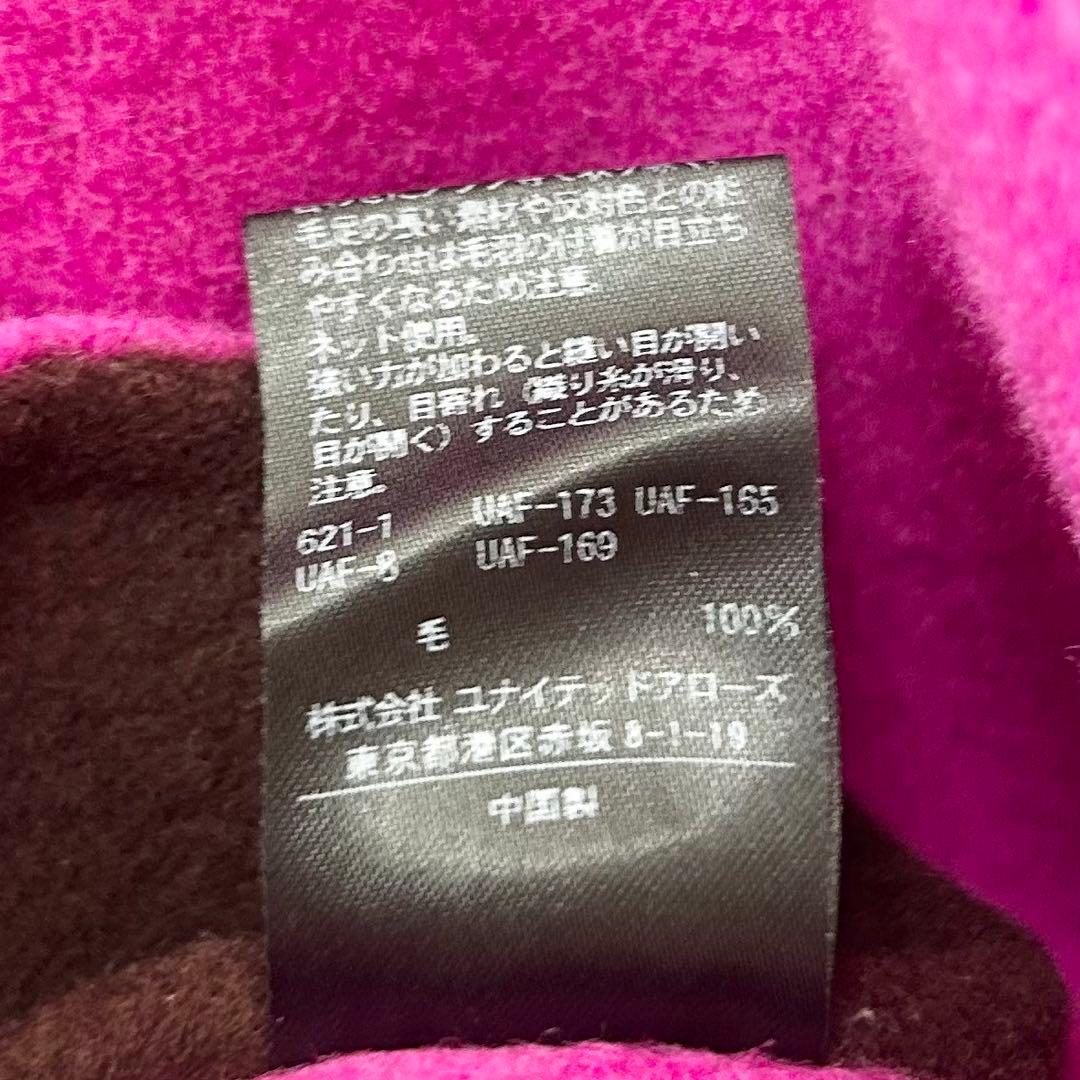 毛足の長い素材や反対色との組
み合わせは毛羽の付着が目立ち
やすくなるため注意。
ネット使用。
強い力が加わると縫い目が開い
たり、目寄れ（織り糸が滑り、
目が開く）することがあるため
注意。
621-1 UAF-173 UAF-165
UAF-8 UAF-169
毛 100%
株式会社 ユナイテッドアローズ
東京都港区赤坂 8-1-19
中国製